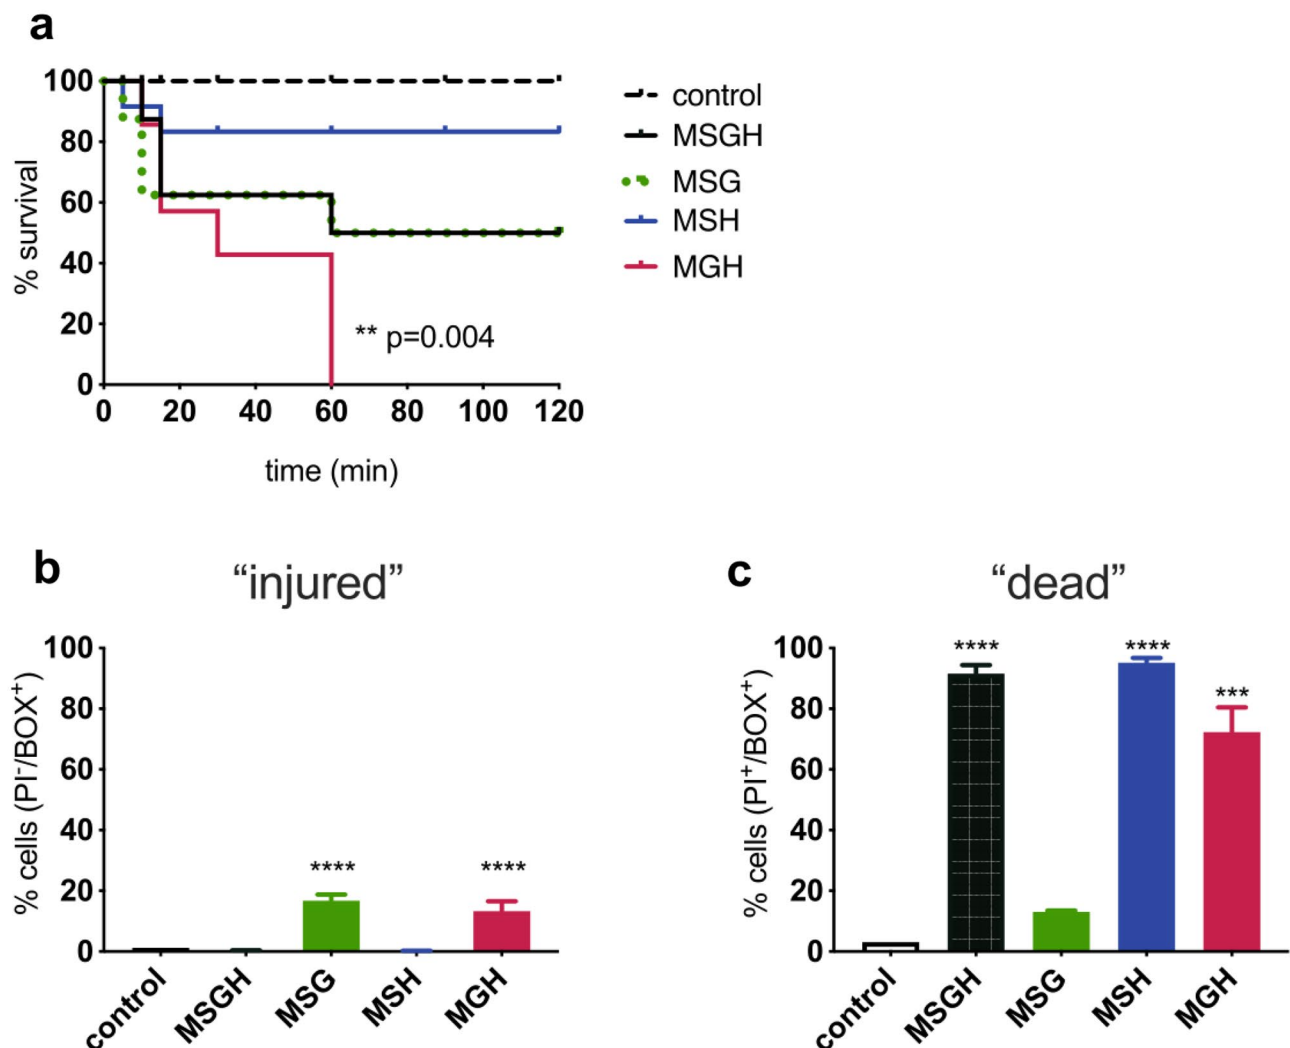 a
100
80
60
40
20
0
% survival
0 20 40 60 80 100 120
time (min)
** p=0.004
control
MSGH
MSG
MSH
MGH
b
“injured”
100
80
60
40
20
0
% cells (PI⁻/BOX⁺)
**** ****
control MSGH MSG MSH MGH
c
“dead”
100
80
60
40
20
0
% cells (PI⁺/BOX⁺)
**** **** ***
control MSGH MSG MSH MGH